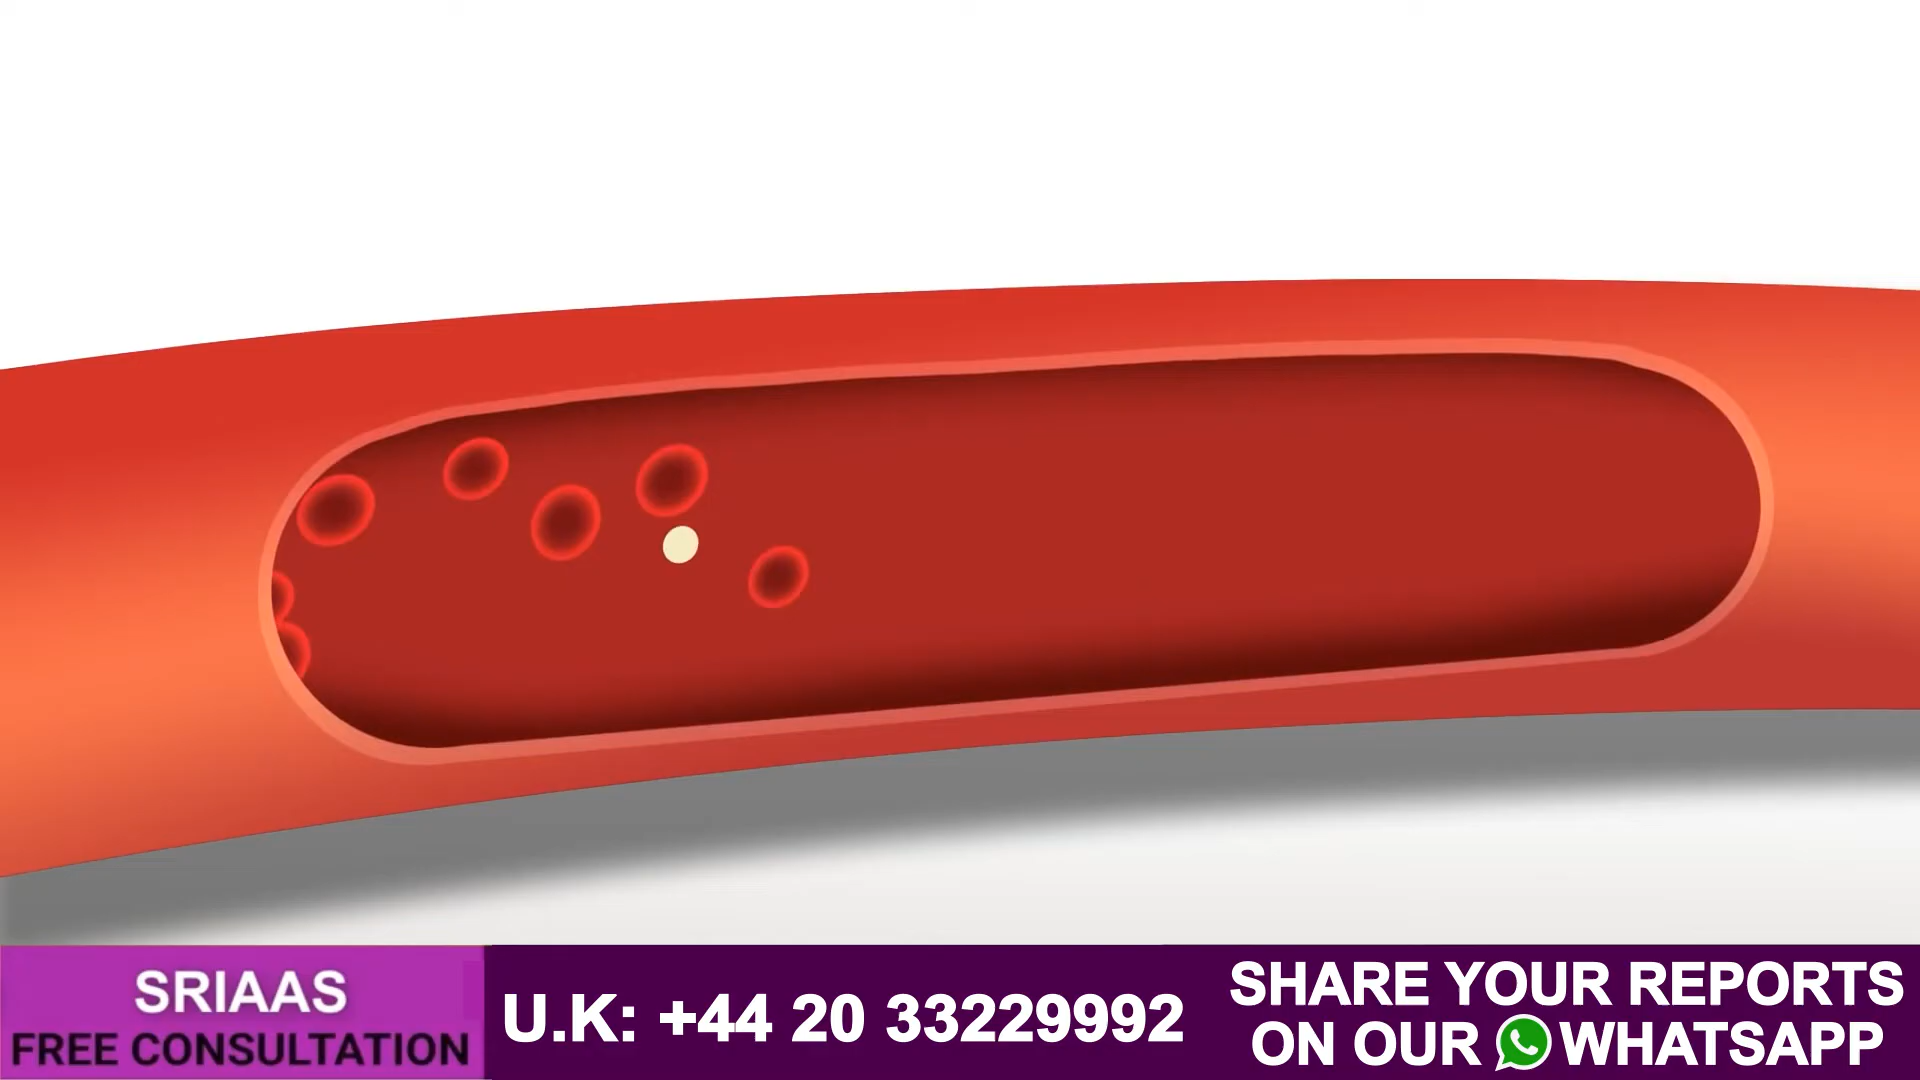 SRIAAS
FREE CONSULTATION
U.K: +44 20 33229992
SHARE YOUR REPORTS
ON OUR WHATSAPP